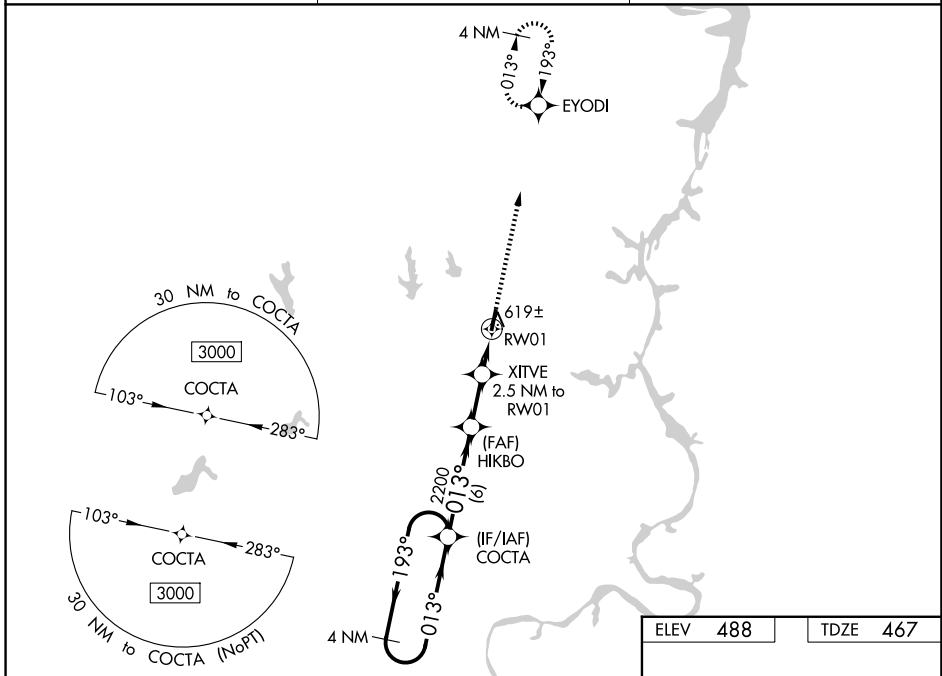 4 NM
013°
193°
EYODI
30 NM to COCTA
3000
COCTA
103°
283°
619±
RW01
XITVE
2.5 NM to
RW01
(FAF)
HIKBO
2200
013°
(6)
(IF/IAF)
COCTA
193°
013°
4 NM
103°
283°
COCTA
3000
30 NM to COCTA (NoPT)
ELEV 488
TDZE 467